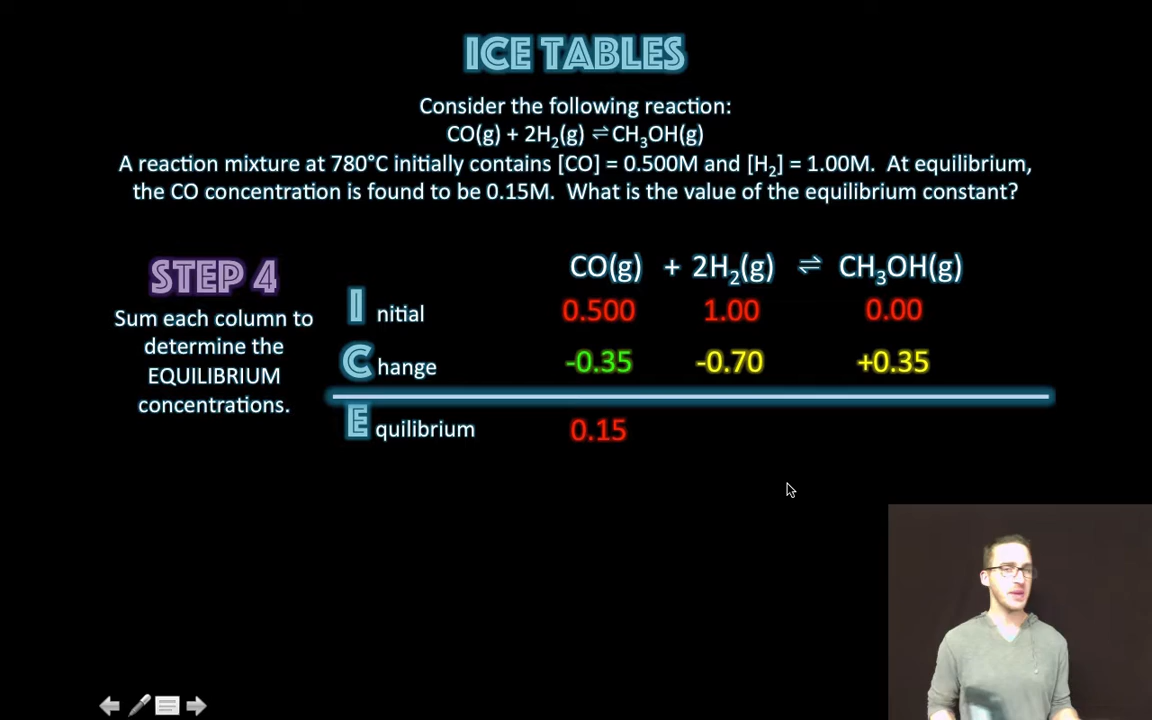 ICE TABLES
Consider the following reaction:
CO(g) + 2H₂(g) ⇌ CH₃OH(g)
A reaction mixture at 780°C initially contains [CO] = 0.500M and [H₂] = 1.00M. At equilibrium,
the CO concentration is found to be 0.15M. What is the value of the equilibrium constant?
STEP 4
Sum each column to
determine the
EQUILIBRIUM
concentrations.
CO(g) + 2H₂(g) ⇌ CH₃OH(g)
Initial 0.500 1.00 0.00
Change -0.35 -0.70 +0.35
Equilibrium 0.15